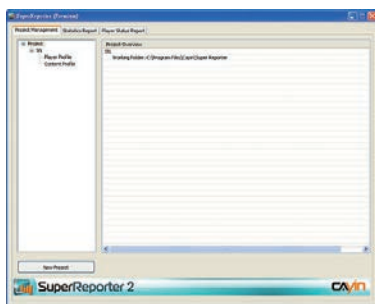 SuperReporter (Premium)
Project Management
Statistics Report
Player Status Report
Project
Player Profile
Content Profile
Project Overview
Working Folder: C:\Program Files\Cayin\Super Reporter
New Project
SuperReporter 2
CAYIN